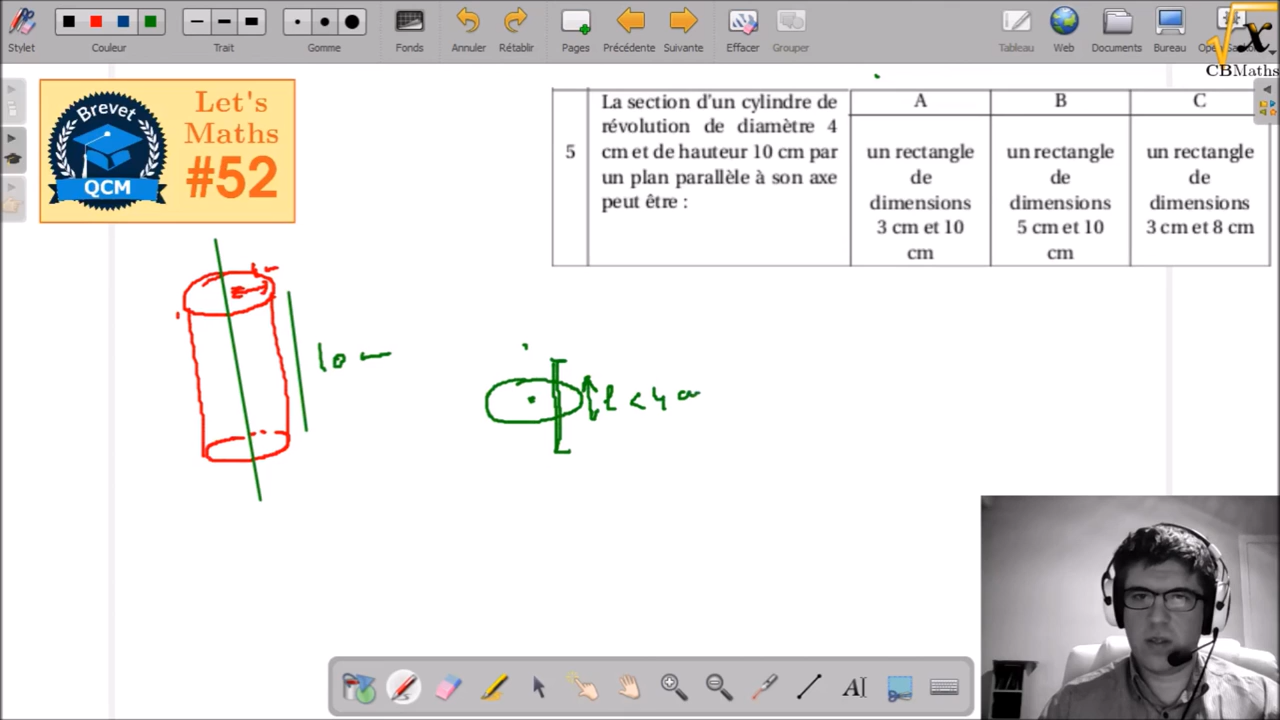 Stylet
Couleur
Trait
Gomme
Fonds
Annuler
Rétablir
Pages
Précédente
Suivante
Effacer
Grouper
Tableau
Web
Documents
Bureau
CBMaths
Brevet
QCM
Let's
Maths
#52
5
La section d'un cylindre de
révolution de diamètre 4
cm et de hauteur 10 cm par
un plan parallèle à son axe
peut être :
A
un rectangle
de
dimensions
3 cm et 10
cm
B
un rectangle
de
dimensions
5 cm et 10
cm
C
un rectangle
de
dimensions
3 cm et 8 cm
10
l < 4 cm